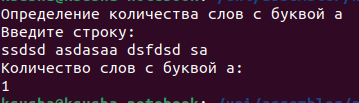 Определение количества слов с буквой a
Введите строку:
ssdsd asdasaa dsfdsd sa
Количество слов с буквой a:
1